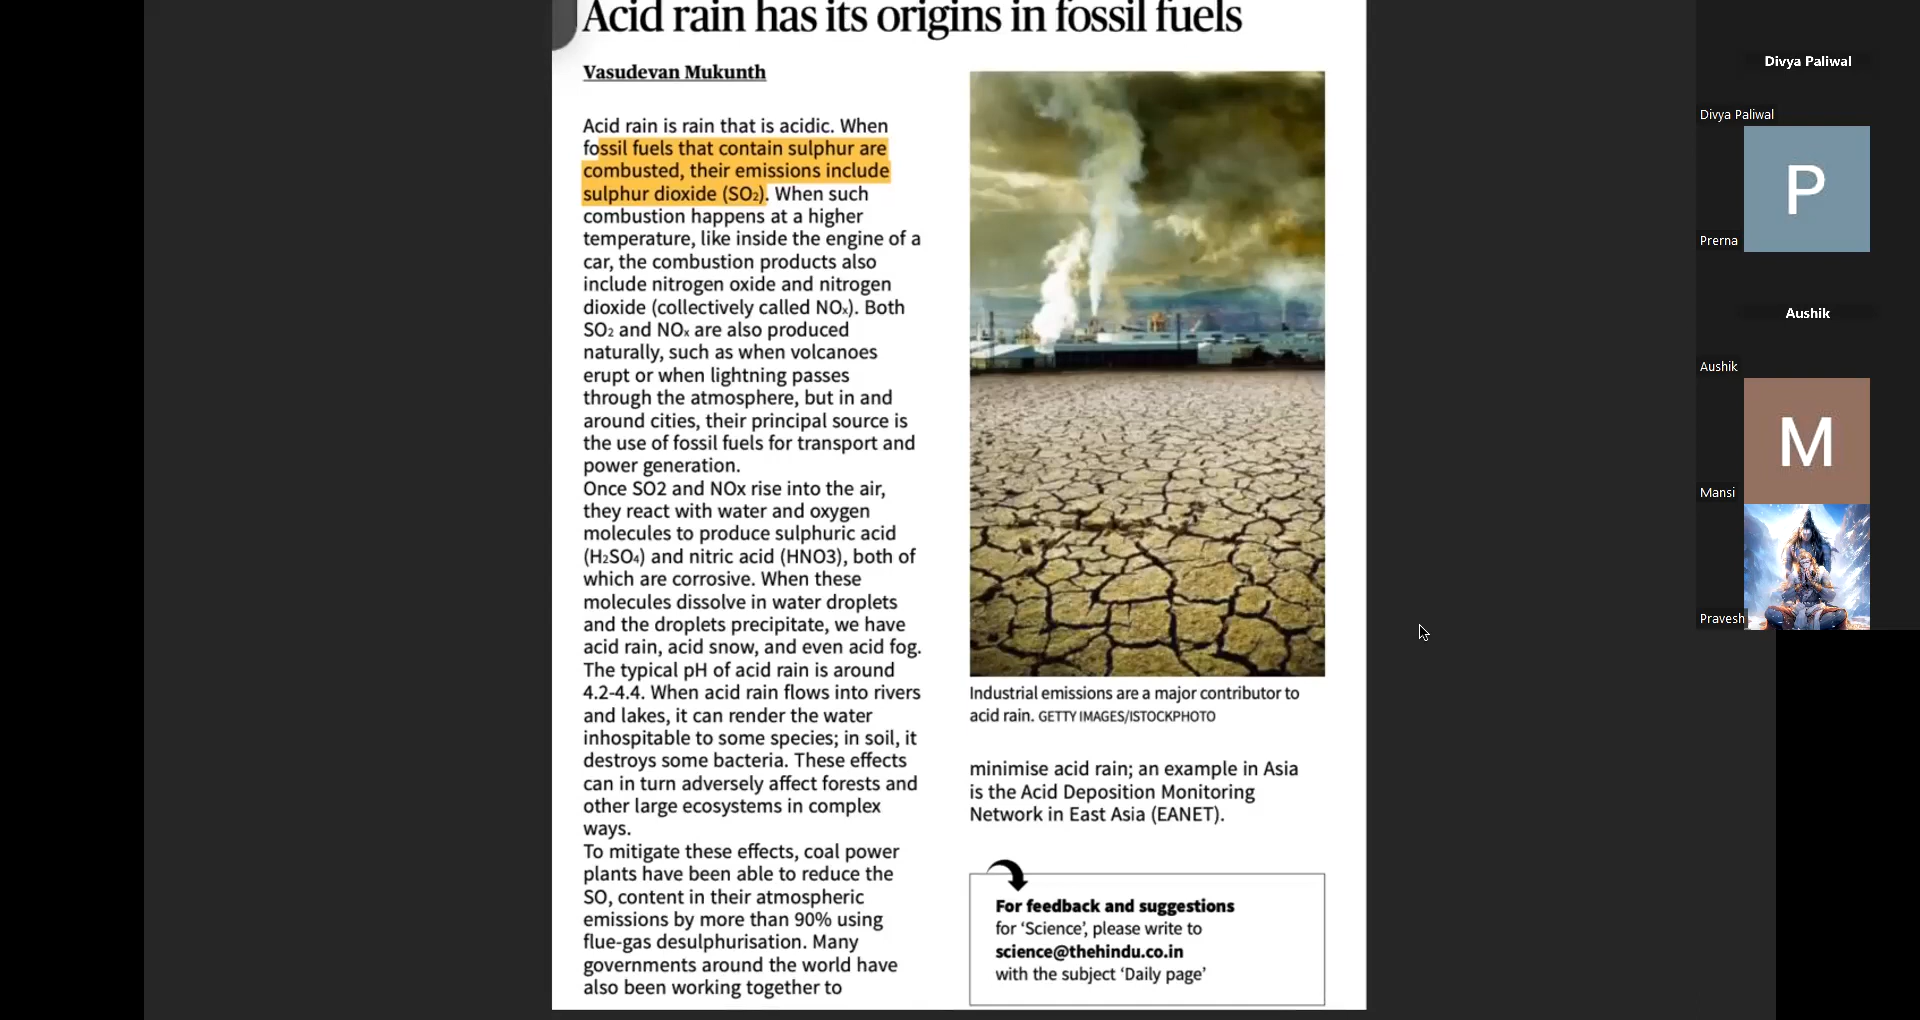 Acid rain has its origins in fossil fuels
Vasudevan Mukunth
Acid rain is rain that is acidic. When
fossil fuels that contain sulphur are
combusted, their emissions include
sulphur dioxide (SO₂). When such
combustion happens at a higher
temperature, like inside the engine of a
car, the combustion products also
include nitrogen oxide and nitrogen
dioxide (collectively called NOₓ). Both
SO₂ and NOₓ are also produced
naturally, such as when volcanoes
erupt or when lightning passes
through the atmosphere, but in and
around cities, their principal source is
the use of fossil fuels for transport and
power generation.
Once SO2 and NOx rise into the air,
they react with water and oxygen
molecules to produce sulphuric acid
(H₂SO₄) and nitric acid (HNO3), both of
which are corrosive. When these
molecules dissolve in water droplets
and the droplets precipitate, we have
acid rain, acid snow, and even acid fog.
The typical pH of acid rain is around
4.2-4.4. When acid rain flows into rivers
and lakes, it can render the water
inhospitable to some species; in soil, it
destroys some bacteria. These effects
can in turn adversely affect forests and
other large ecosystems in complex
ways.
To mitigate these effects, coal power
plants have been able to reduce the
SO, content in their atmospheric
emissions by more than 90% using
flue-gas desulphurisation. Many
governments around the world have
also been working together to
Industrial emissions are a major contributor to
acid rain. GETTY IMAGES/ISTOCKPHOTO
minimise acid rain; an example in Asia
is the Acid Deposition Monitoring
Network in East Asia (EANET).
For feedback and suggestions
for ‘Science’, please write to
science@thehindu.co.in
with the subject ‘Daily page’
Divya Paliwal
Divya Paliwal
P
Prerna
Aushik
Aushik
M
Mansi
Pravesh